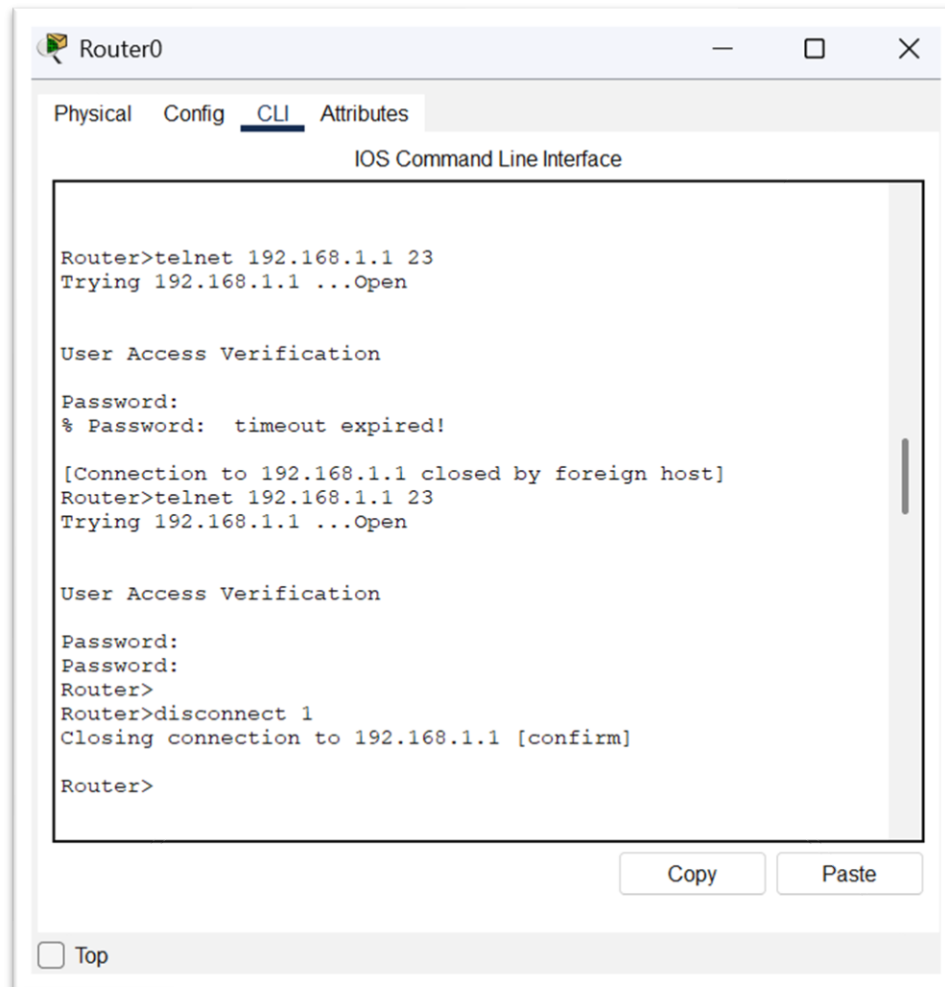 Router0
Physical Config CLI Attributes
IOS Command Line Interface
Router>telnet 192.168.1.1 23
Trying 192.168.1.1 ...Open
User Access Verification
Password:
% Password:  timeout expired!
[Connection to 192.168.1.1 closed by foreign host]
Router>telnet 192.168.1.1 23
Trying 192.168.1.1 ...Open
User Access Verification
Password:
Password:
Router>
Router>disconnect 1
Closing connection to 192.168.1.1 [confirm]
Router>
Copy Paste
Top